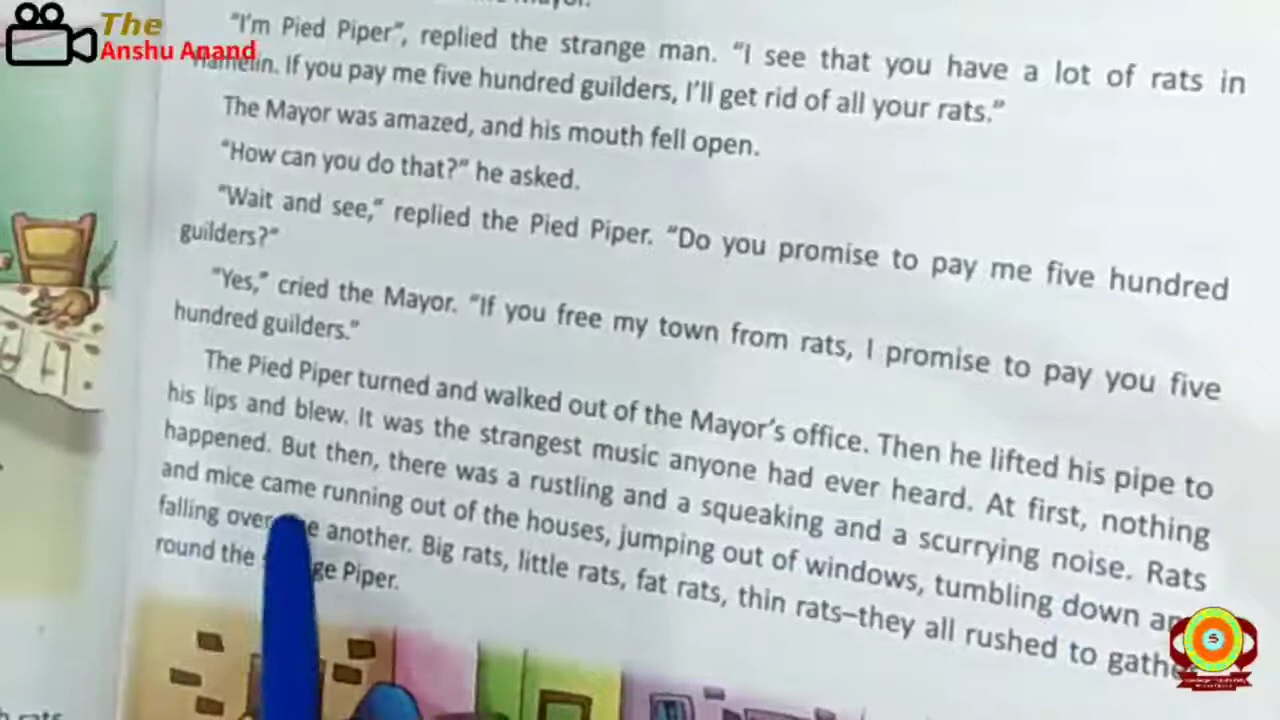 The
Anshu Anand
Mayor.
"I'm Pied Piper", replied the strange man. "I see that you have a lot of rats in
Hamelin. If you pay me five hundred guilders, I'll get rid of all your rats."
The Mayor was amazed, and his mouth fell open.
"How can you do that?" he asked.
"Wait and see," replied the Pied Piper. "Do you promise to pay me five hundred
guilders?"
"Yes," cried the Mayor. "If you free my town from rats, I promise to pay you five
hundred guilders."
The Pied Piper turned and walked out of the Mayor's office. Then he lifted his pipe to
his lips and blew. It was the strangest music anyone had ever heard. At first, nothing
happened. But then, there was a rustling and a squeaking and a scurrying noise. Rats
and mice came running out of the houses, jumping out of windows, tumbling down
falling over another. Big rats, little rats, fat rats, thin rats–they all rushed to
round the Piper.
rats
S